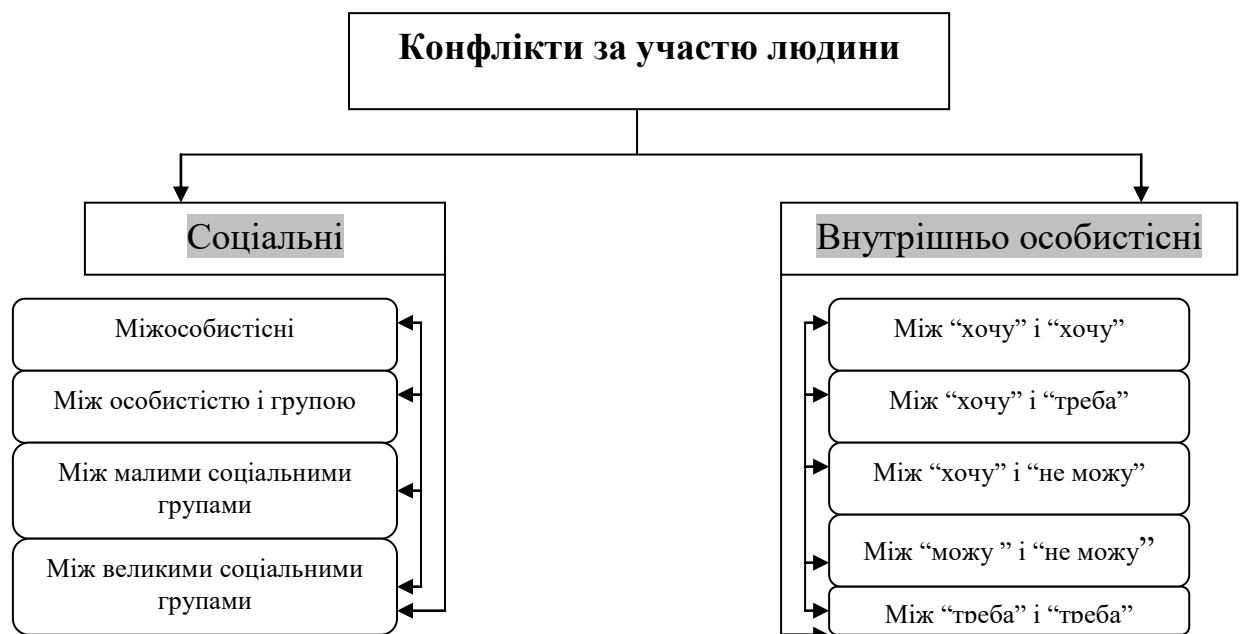 Конфлікти за участю людини
Соціальні
Внутрішньо особистісні
Міжособистісні
Між особистістю і групою
Між малими соціальними
групами
Між великими соціальними
групами
Між “хочу” і “хочу”
Між “хочу” і “треба”
Між “хочу” і “не можу”
Між “можу ” і “не можу”
Між “треба” і “треба”